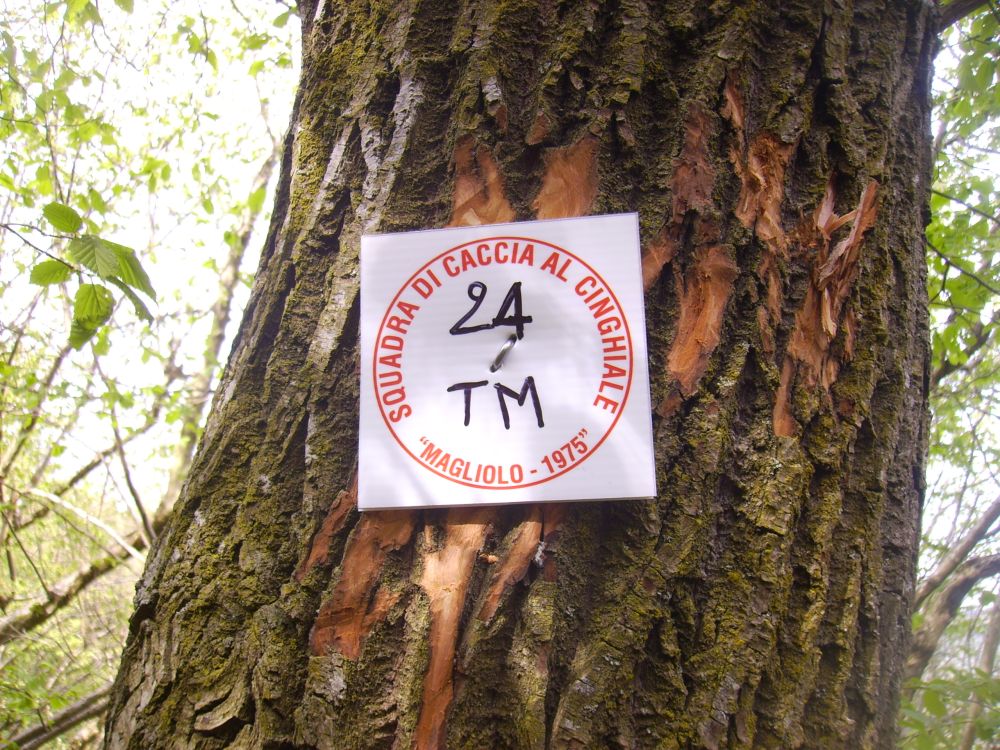 SQUADRA DI CACCIA AL CINGHIALE
24
TM
"MAGLIOLO - 1975"